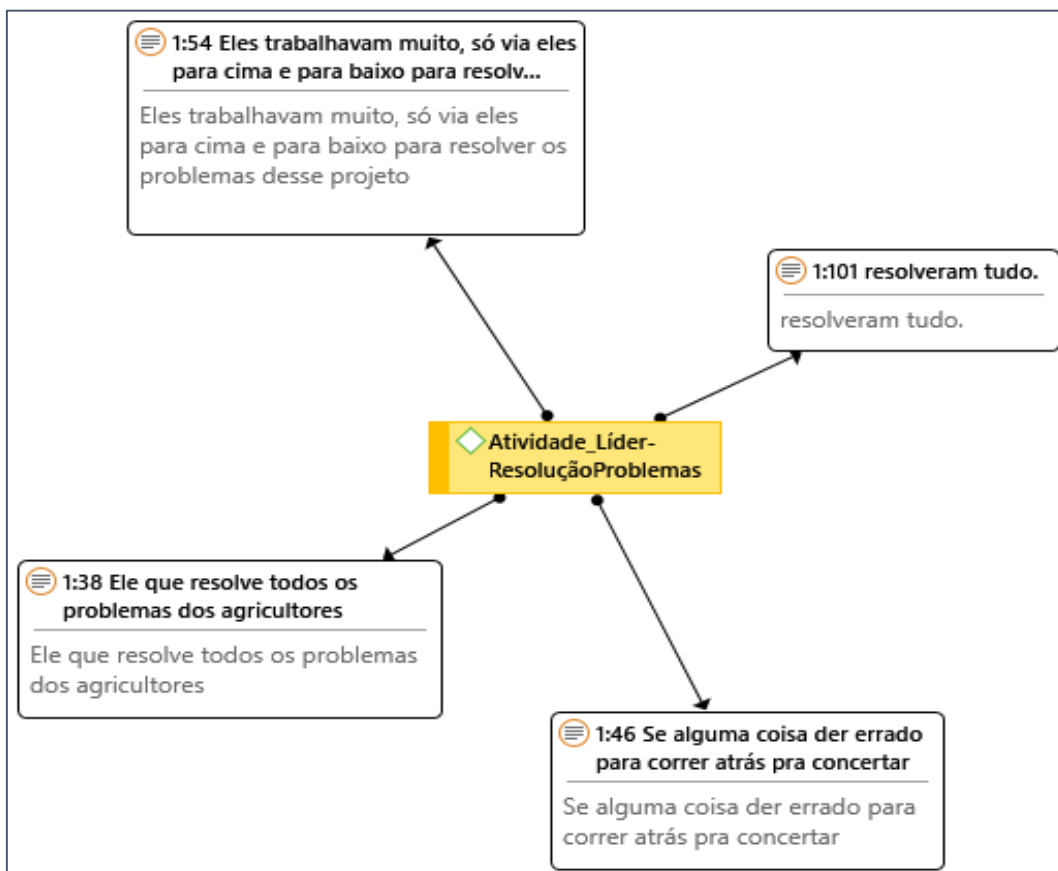 1:54 Eles trabalhavam muito, só via eles
para cima e para baixo para resolv...
Eles trabalhavam muito, só via eles
para cima e para baixo para resolver os
problemas desse projeto
1:101 resolveram tudo.
resolveram tudo.
Atividade_Líder-
ResoluçãoProblemas
1:38 Ele que resolve todos os
problemas dos agricultores
Ele que resolve todos os problemas
dos agricultores
1:46 Se alguma coisa der errado
para correr atrás pra concertar
Se alguma coisa der errado para
correr atrás pra concertar